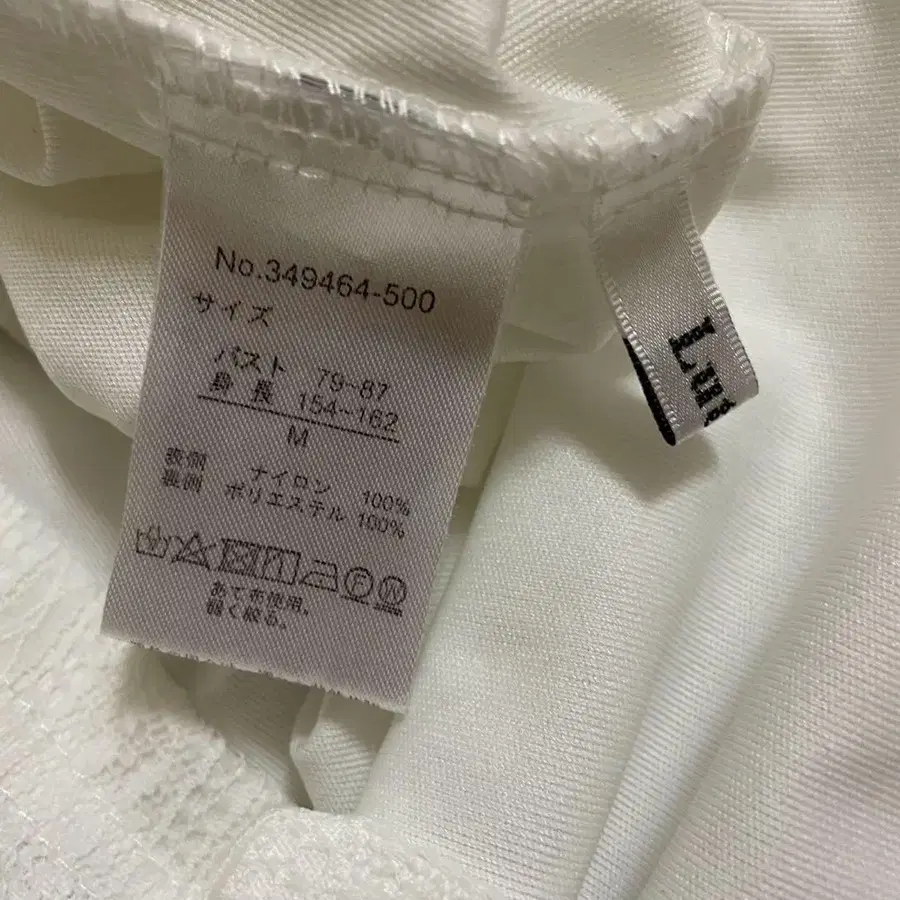 No.349464-500
サイズ
バスト 79-87
身長 154-162
M
表側 ナイロン 100%
裏側 ポリエステル 100%
F
W
あて布使用。
弱く絞る。